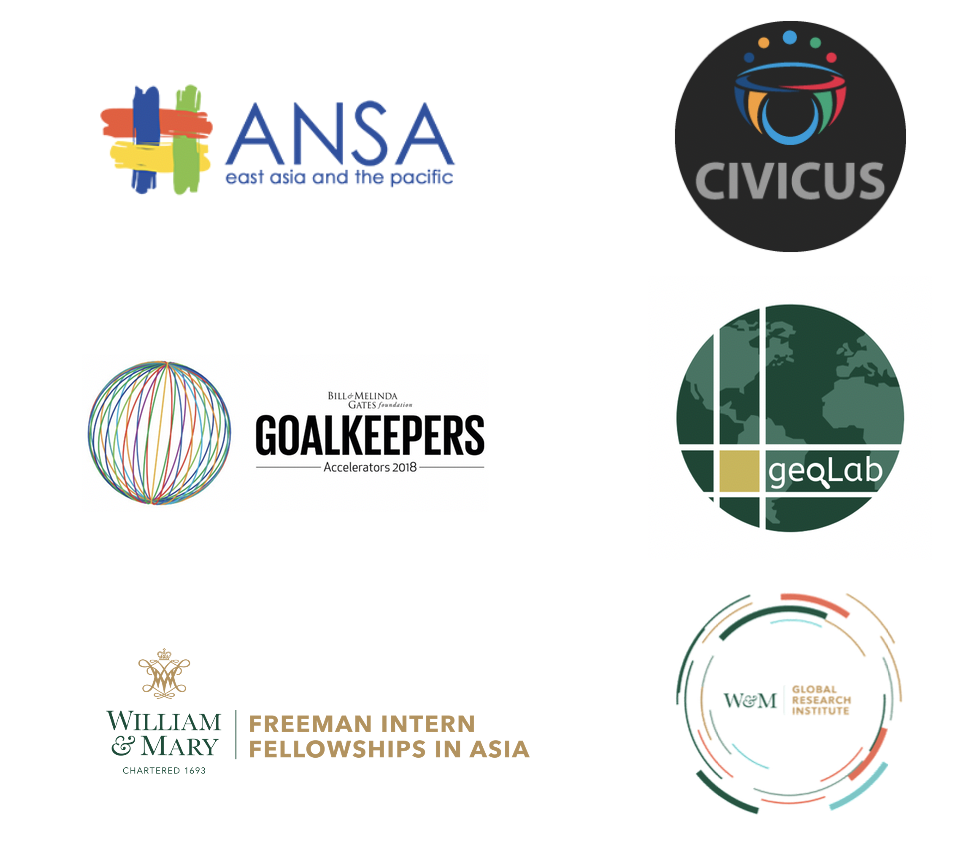 ANSA
east asia and the pacific
CIVICUS
BILL & MELINDA
GATES foundation
GOALKEEPERS
Accelerators 2018
geoLab
WILLIAM
& MARY
CHARTERED 1693
FREEMAN INTERN
FELLOWSHIPS IN ASIA
W&M
GLOBAL
RESEARCH
INSTITUTE